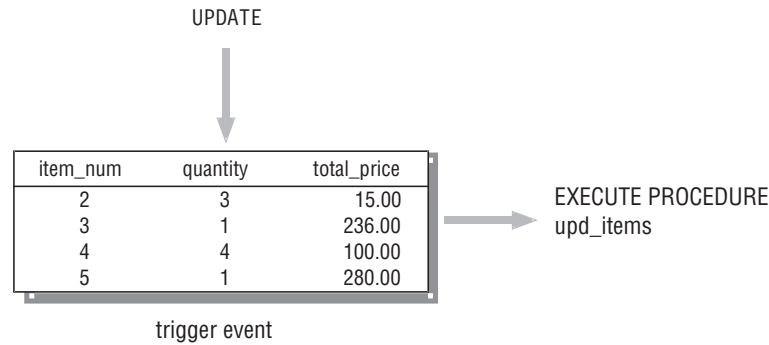 UPDATE
item_num quantity total_price
2 3 15.00
3 1 236.00
4 4 100.00
5 1 280.00
EXECUTE PROCEDURE
upd_items
trigger event